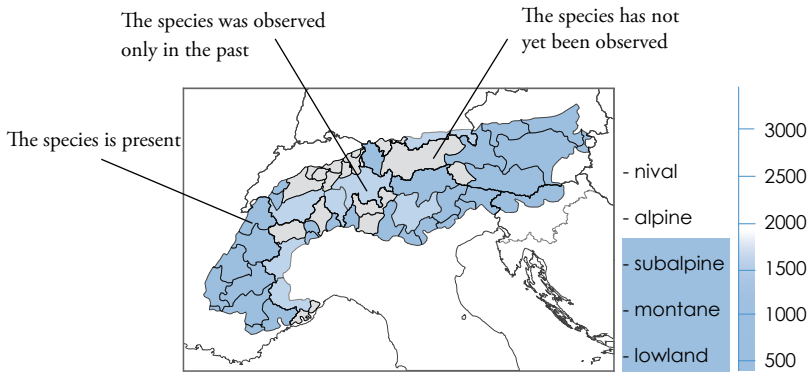 The species was observed
only in the past
The species has not
yet been observed
The species is present
- nival
- alpine
- subalpine
- montane
- lowland
3000
2500
2000
1500
1000
500